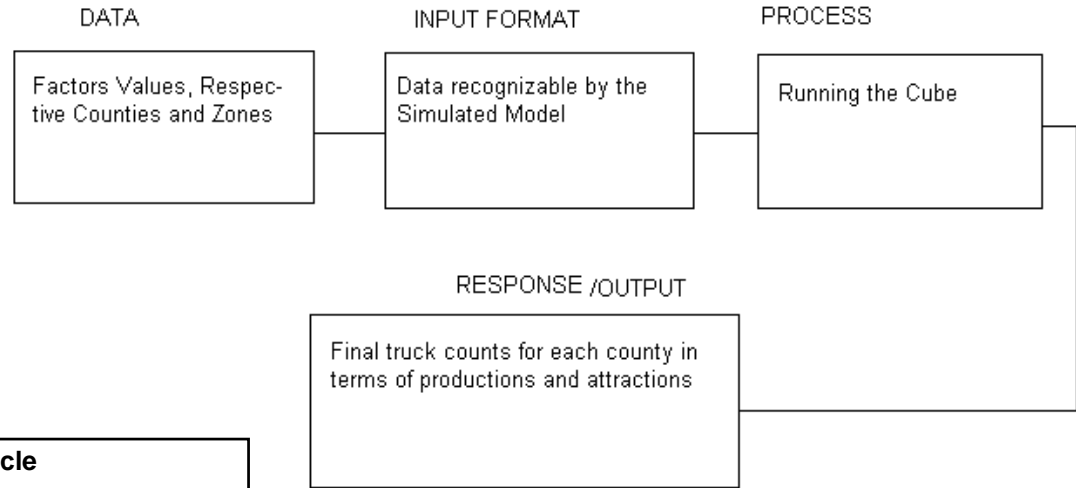 DATA
INPUT FORMAT
PROCESS
Factors Values, Respec-
tive Counties and Zones
Data recognizable by the
Simulated Model
Running the Cube
RESPONSE /OUTPUT
Final truck counts for each county in
terms of productions and attractions